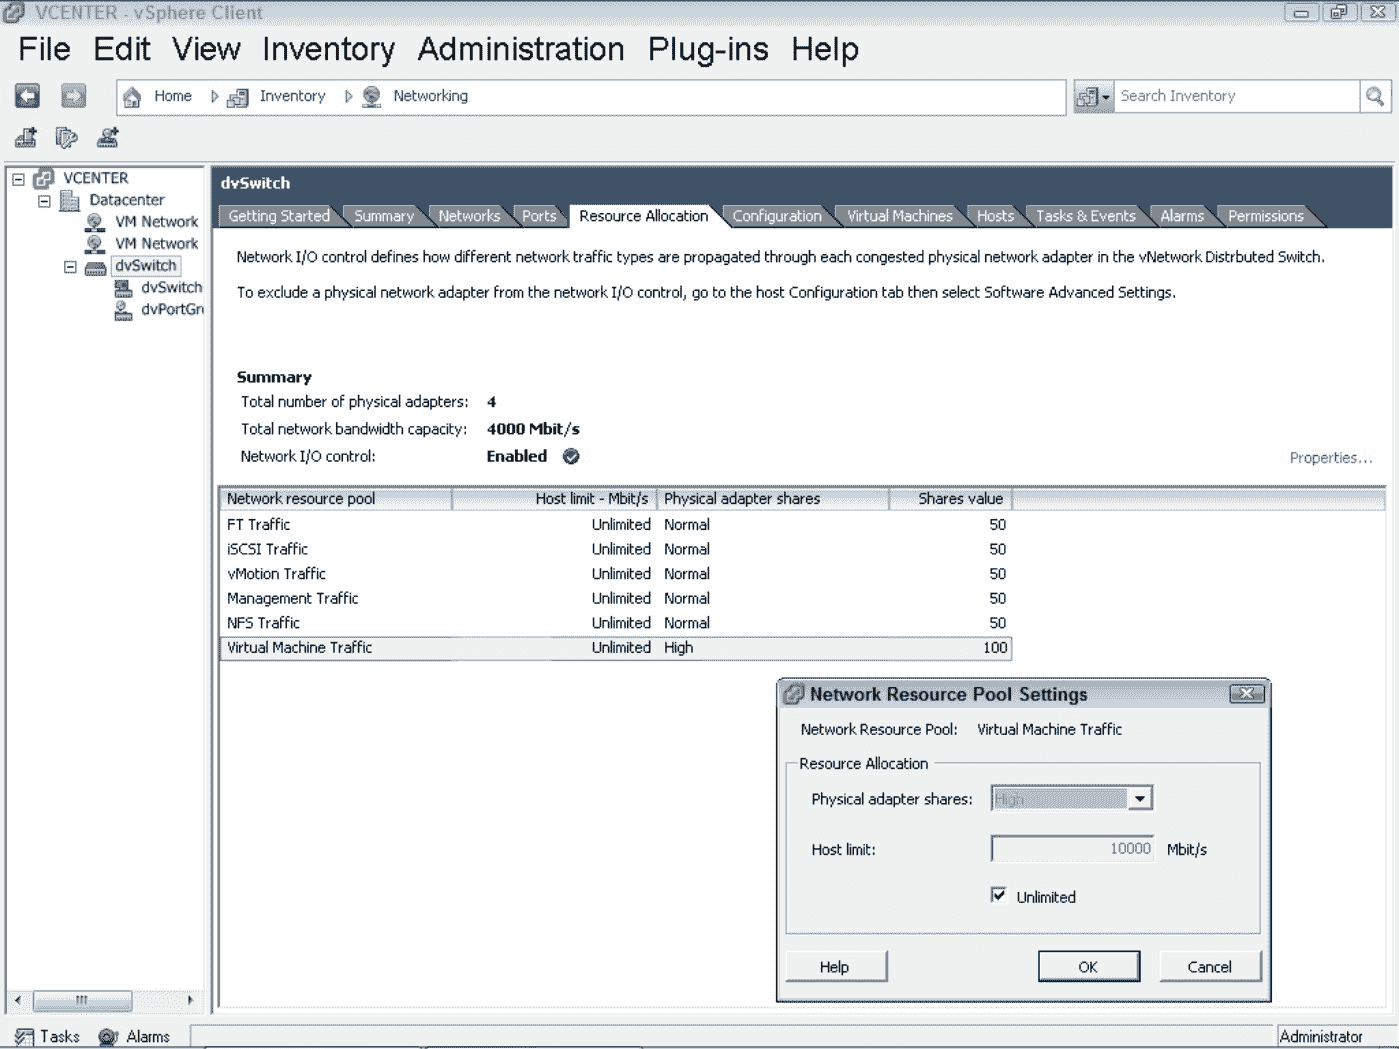 VCENTER - vSphere Client
File Edit View Inventory Administration Plug-ins Help
Home Inventory Networking
Search Inventory
VCENTER
Datacenter
VM Network
VM Network
dvSwitch
dvSwitch
dvPortGr
dvSwitch
Getting Started Summary Networks Ports Resource Allocation Configuration Virtual Machines Hosts Tasks & Events Alarms Permissions
Network I/O control defines how different network traffic types are propagated through each congested physical network adapter in the vNetwork Distrbuted Switch.
To exclude a physical network adapter from the network I/O control, go to the host Configuration tab then select Software Advanced Settings.
Summary
Total number of physical adapters: 4
Total network bandwidth capacity: 4000 Mbit/s
Network I/O control: Enabled
Properties...
Network resource pool Host limit - Mbit/s Physical adapter shares Shares value
FT Traffic Unlimited Normal 50
iSCSI Traffic Unlimited Normal 50
vMotion Traffic Unlimited Normal 50
Management Traffic Unlimited Normal 50
NFS Traffic Unlimited Normal 50
Virtual Machine Traffic Unlimited High 100
Network Resource Pool Settings
Network Resource Pool: Virtual Machine Traffic
Resource Allocation
Physical adapter shares: High
Host limit: 10000 Mbit/s
Unlimited
Help OK Cancel
Tasks Alarms Administrator